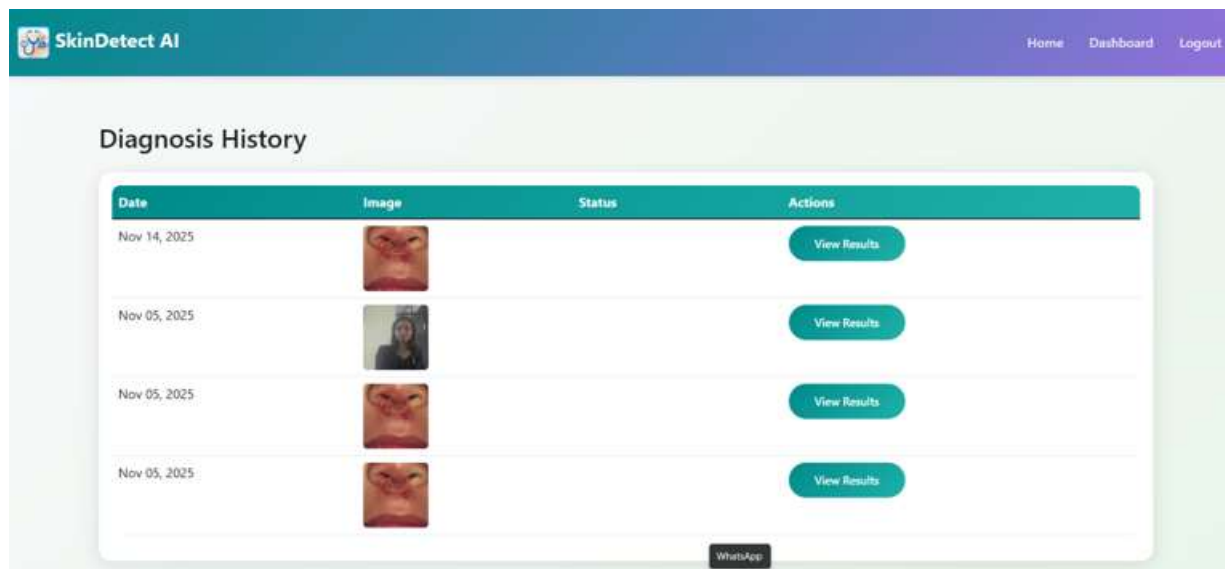 SkinDetect AI
Home Dashboard Logout
Diagnosis History
Date Image Status Actions
Nov 14, 2025 View Results
Nov 05, 2025 View Results
Nov 05, 2025 View Results
Nov 05, 2025 View Results
WhatsApp